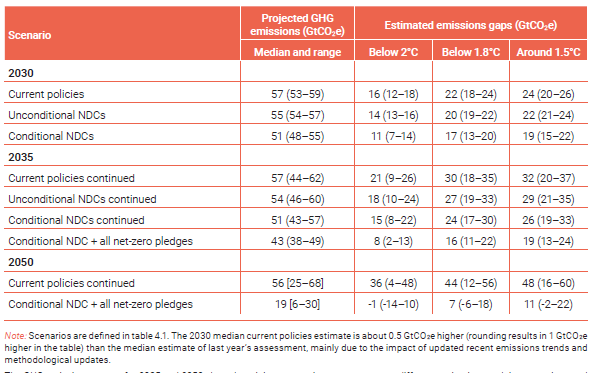 Scenario Projected GHG emissions (GtCO₂e) Estimated emissions gaps (GtCO₂e)
Median and range Below 2°C Below 1.8°C Around 1.5°C
2030
Current policies 57 (53–59) 16 (12–18) 22 (18–24) 24 (20–26)
Unconditional NDCs 55 (54–57) 14 (13–16) 20 (19–22) 22 (21–24)
Conditional NDCs 51 (48–55) 11 (7–14) 17 (13–20) 19 (15–22)
2035
Current policies continued 57 (44–62) 21 (9–26) 30 (18–35) 32 (20–37)
Unconditional NDCs continued 54 (46–60) 18 (10–24) 27 (19–33) 29 (21–35)
Conditional NDCs continued 51 (43–57) 15 (8–22) 24 (17–30) 26 (19–33)
Conditional NDC + all net-zero pledges 43 (38–49) 8 (2–13) 16 (11–22) 19 (13–24)
2050
Current policies continued 56 [25–68] 36 (4–48) 44 (12–56) 48 (16–60)
Conditional NDC + all net-zero pledges 19 [6–30] -1 (-14–10) 7 (-6–18) 11 (-2–22)
Note: Scenarios are defined in table 4.1. The 2030 median current policies estimate is about 0.5 GtCO₂e higher (rounding results in 1 GtCO₂e
higher in the table) than the median estimate of last year's assessment, mainly due to the impact of updated recent emissions trends and
methodological updates.